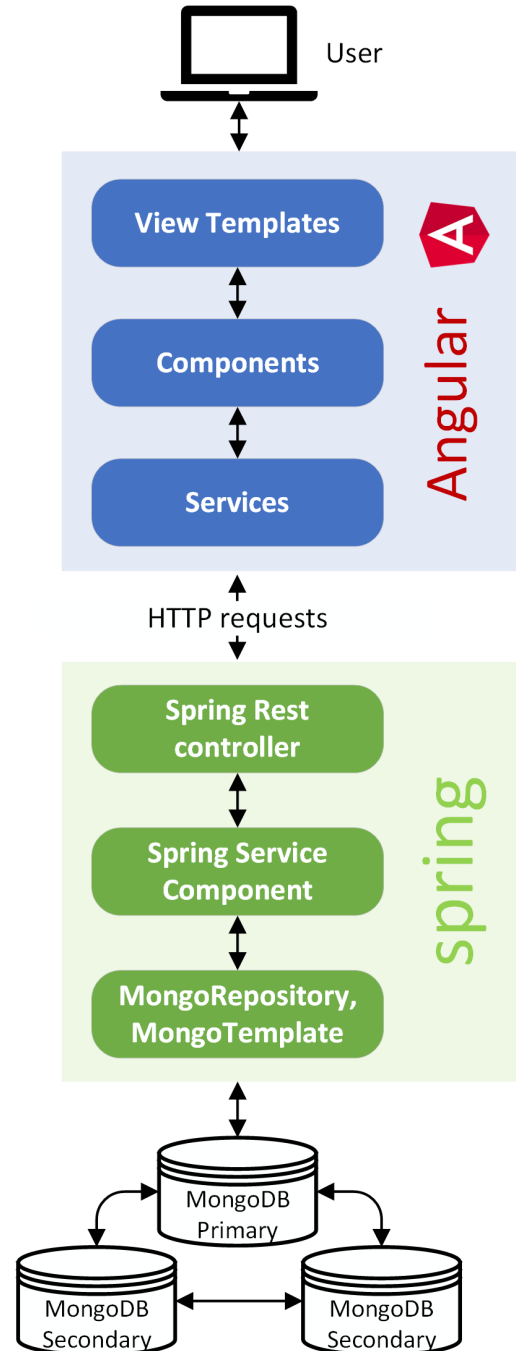 User
View Templates
A
Angular
Components
Services
HTTP requests
Spring Rest
controller
spring
Spring Service
Component
MongoRepository,
MongoTemplate
MongoDB
Primary
MongoDB
Secondary
MongoDB
Secondary